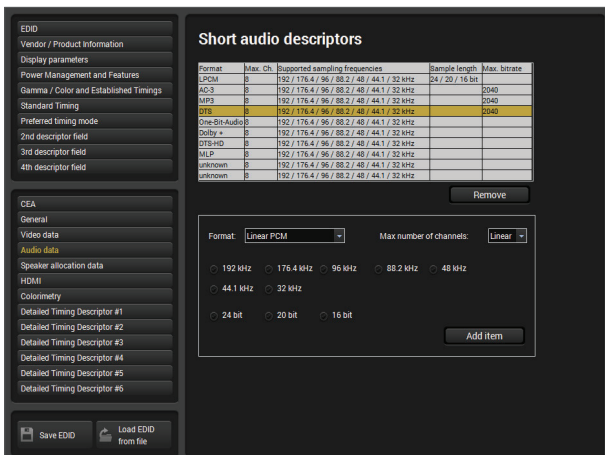 EDID
Vendor / Product Information
Display parameters
Power Management and Features
Gamma / Color and Established Timings
Standard Timing
Preferred timing mode
2nd descriptor field
3rd descriptor field
4th descriptor field
CEA
General
Video data
Audio data
Speaker allocation data
HDMI
Colorimetry
Detailed Timing Descriptor #1
Detailed Timing Descriptor #2
Detailed Timing Descriptor #3
Detailed Timing Descriptor #4
Detailed Timing Descriptor #5
Detailed Timing Descriptor #6
Save EDID
Load EDID
from file
Short audio descriptors
Format Max. Ch. Supported sampling frequencies Sample length Max. bitrate
LPCM 8 192 / 176.4 / 96 / 88.2 / 48 / 44.1 / 32 kHz 24 / 20 / 16 bit
AC-3 8 192 / 176.4 / 96 / 88.2 / 48 / 44.1 / 32 kHz 2040
MP3 8 192 / 176.4 / 96 / 88.2 / 48 / 44.1 / 32 kHz 2040
DTS 8 192 / 176.4 / 96 / 88.2 / 48 / 44.1 / 32 kHz 2040
One-Bit-Audio 8 192 / 176.4 / 96 / 88.2 / 48 / 44.1 / 32 kHz
Dolby + 8 192 / 176.4 / 96 / 88.2 / 48 / 44.1 / 32 kHz
DTS-HD 8 192 / 176.4 / 96 / 88.2 / 48 / 44.1 / 32 kHz
MLP 8 192 / 176.4 / 96 / 88.2 / 48 / 44.1 / 32 kHz
unknown 8 192 / 176.4 / 96 / 88.2 / 48 / 44.1 / 32 kHz
unknown 8 192 / 176.4 / 96 / 88.2 / 48 / 44.1 / 32 kHz
Remove
Format: Linear PCM Max number of channels: Linear
192 kHz 176.4 kHz 96 kHz 88.2 kHz 48 kHz
44.1 kHz 32 kHz
24 bit 20 bit 16 bit
Add item